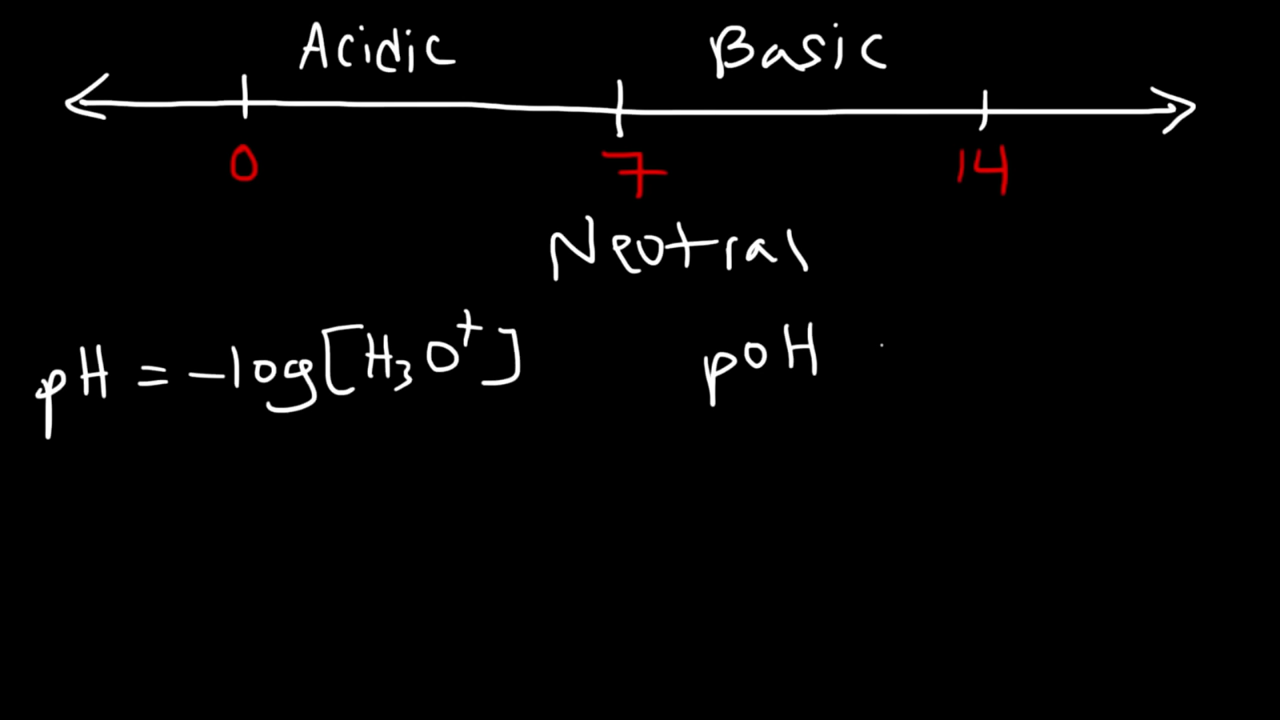 Acidic Basic
0 7 14
Neutral
pH = -log[H₃O⁺] pOH